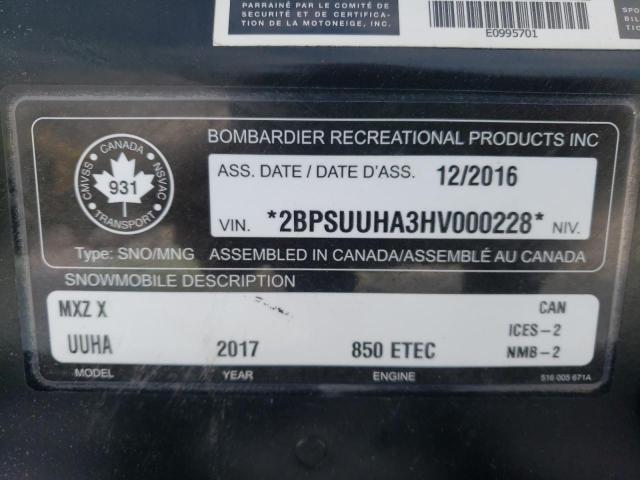 PARRAINÉ PAR LE COMITÉ DE
SÉCURITÉ ET DE CERTIFICA-
TION DE LA MOTONEIGE, INC.
E0995701
SPO
BIL
TIO
CANADA
CMVSS
NSVAC
931
TRANSPORT
BOMBARDIER RECREATIONAL PRODUCTS INC
ASS. DATE / DATE D'ASS. 12/2016
VIN. *2BPSUUHA3HV000228* NIV.
Type: SNO/MNG ASSEMBLED IN CANADA/ASSEMBLÉ AU CANADA
SNOWMOBILE DESCRIPTION
MXZ X CAN
ICES-2
UUHA 2017 850 ETEC NMB-2
MODEL YEAR ENGINE 516 005 671A